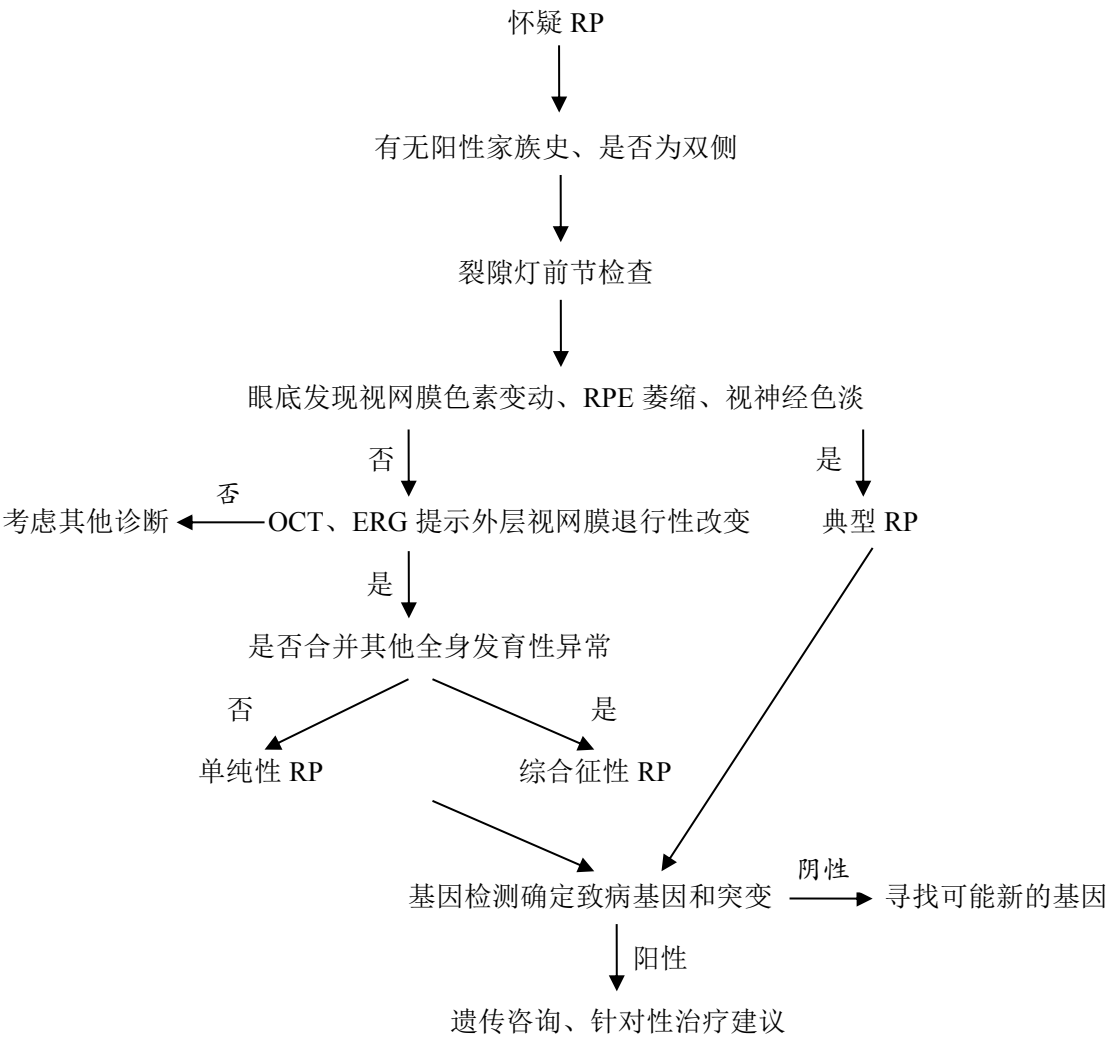 怀疑 RP
有无阳性家族史、是否为双侧
裂隙灯前节检查
眼底发现视网膜色素变动、RPE 萎缩、视神经色淡
否
是
否
考虑其他诊断
OCT、ERG 提示外层视网膜退行性改变
典型 RP
是
是否合并其他全身发育性异常
否
是
单纯性 RP
综合征性 RP
阴性
基因检测确定致病基因和突变
寻找可能新的基因
阳性
遗传咨询、针对性治疗建议